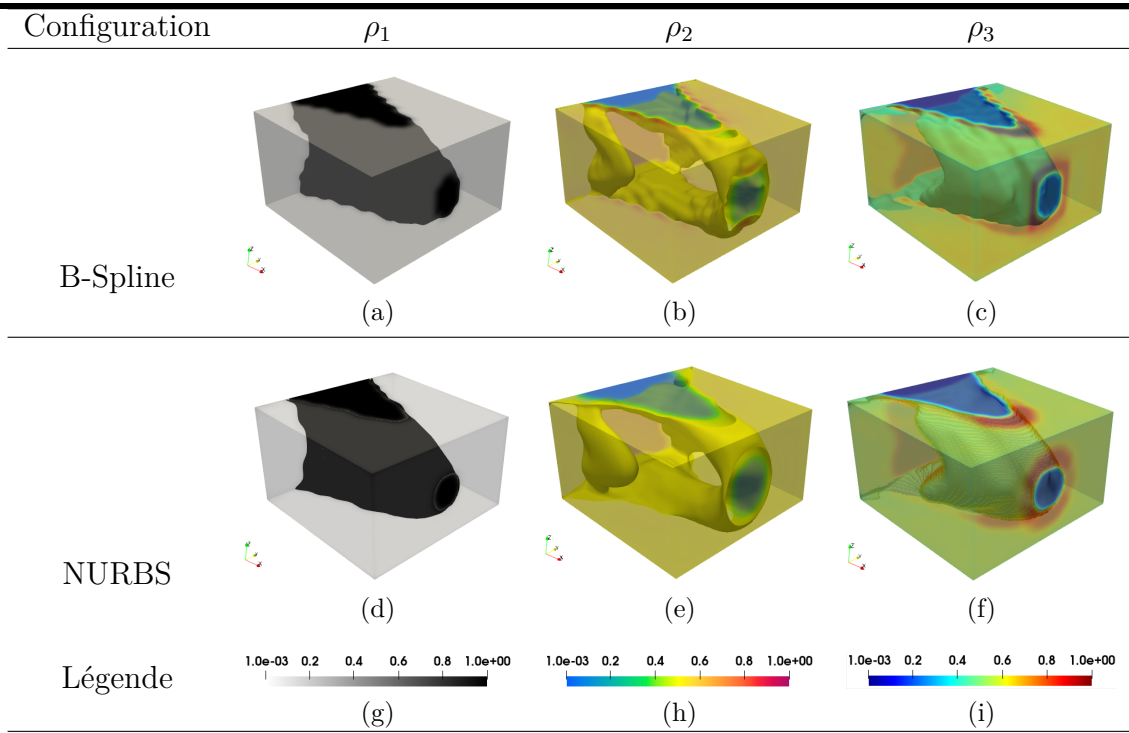 Configuration ρ₁ ρ₂ ρ₃
B-Spline
(a) (b) (c)
NURBS
(d) (e) (f)
Légende
1.0e-03 0.2 0.4 0.6 0.8 1.0e+00
1.0e-03 0.2 0.4 0.6 0.8 1.0e+00
1.0e-03 0.2 0.4 0.6 0.8 1.0e+00
(g) (h) (i)